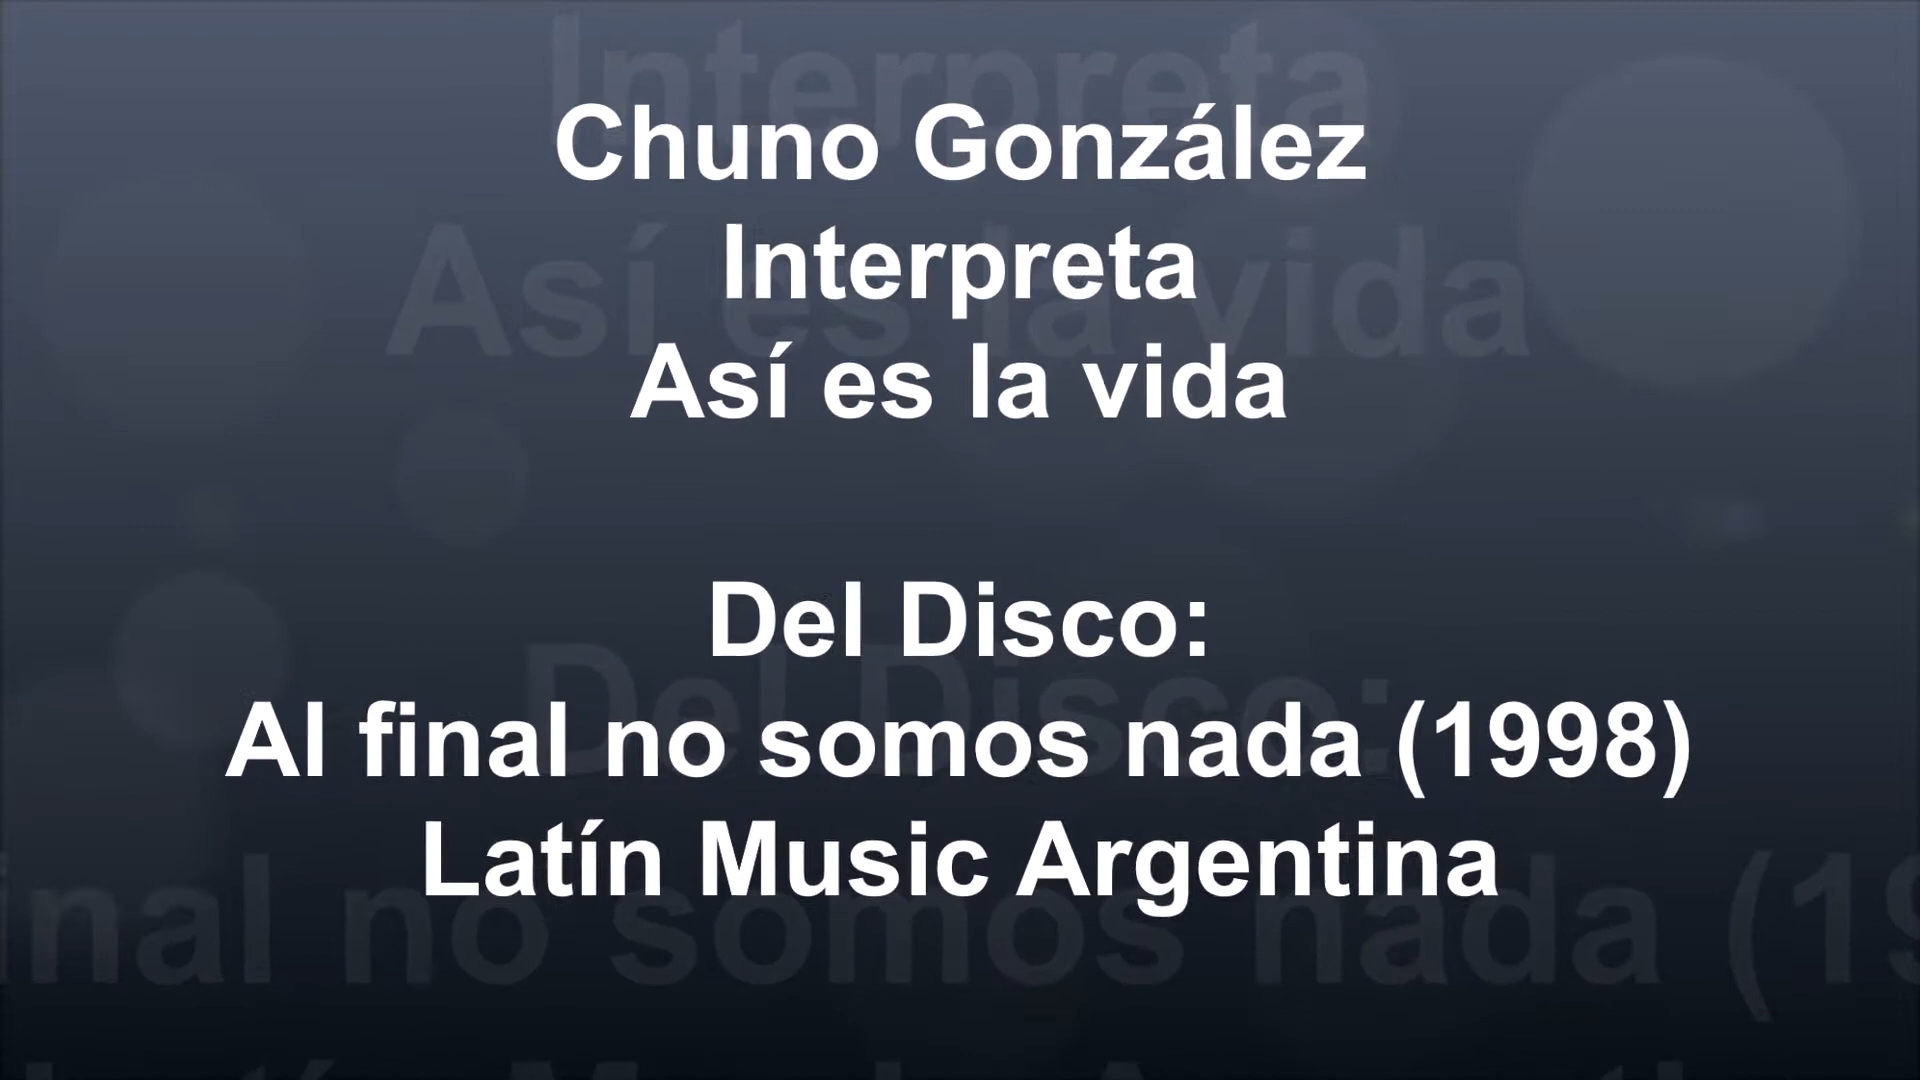 Chuno González
Interpreta
Así es la vida
Del Disco:
Al final no somos nada (1998)
Latín Music Argentina